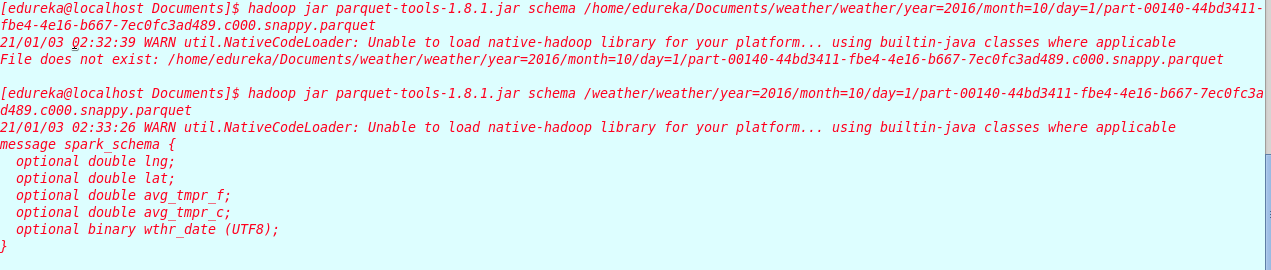 [edureka@localhost Documents]$ hadoop jar parquet-tools-1.8.1.jar schema /home/edureka/Documents/weather/weather/year=2016/month=10/day=1/part-00140-44bd3411-
fbe4-4e16-b667-7ec0fc3ad489.c000.snappy.parquet
21/01/03 02:32:39 WARN util.NativeCodeLoader: Unable to load native-hadoop library for your platform... using builtin-java classes where applicable
File does not exist: /home/edureka/Documents/weather/weather/year=2016/month=10/day=1/part-00140-44bd3411-fbe4-4e16-b667-7ec0fc3ad489.c000.snappy.parquet
[edureka@localhost Documents]$ hadoop jar parquet-tools-1.8.1.jar schema /weather/weather/year=2016/month=10/day=1/part-00140-44bd3411-fbe4-4e16-b667-7ec0fc3a
d489.c000.snappy.parquet
21/01/03 02:33:26 WARN util.NativeCodeLoader: Unable to load native-hadoop library for your platform... using builtin-java classes where applicable
message spark_schema {
  optional double lng;
  optional double lat;
  optional double avg_tmpr_f;
  optional double avg_tmpr_c;
  optional binary wthr_date (UTF8);
}